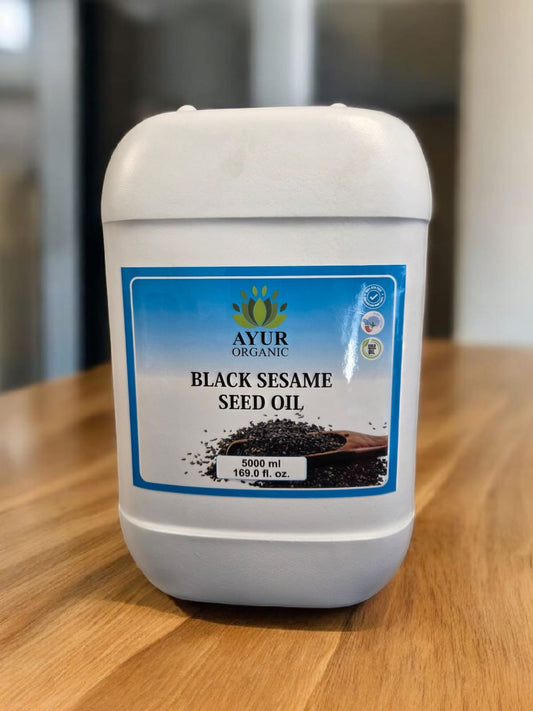 AYUR
ORGANIC
BLACK SESAME
SEED OIL
5000 ml
169.0 fl. oz.